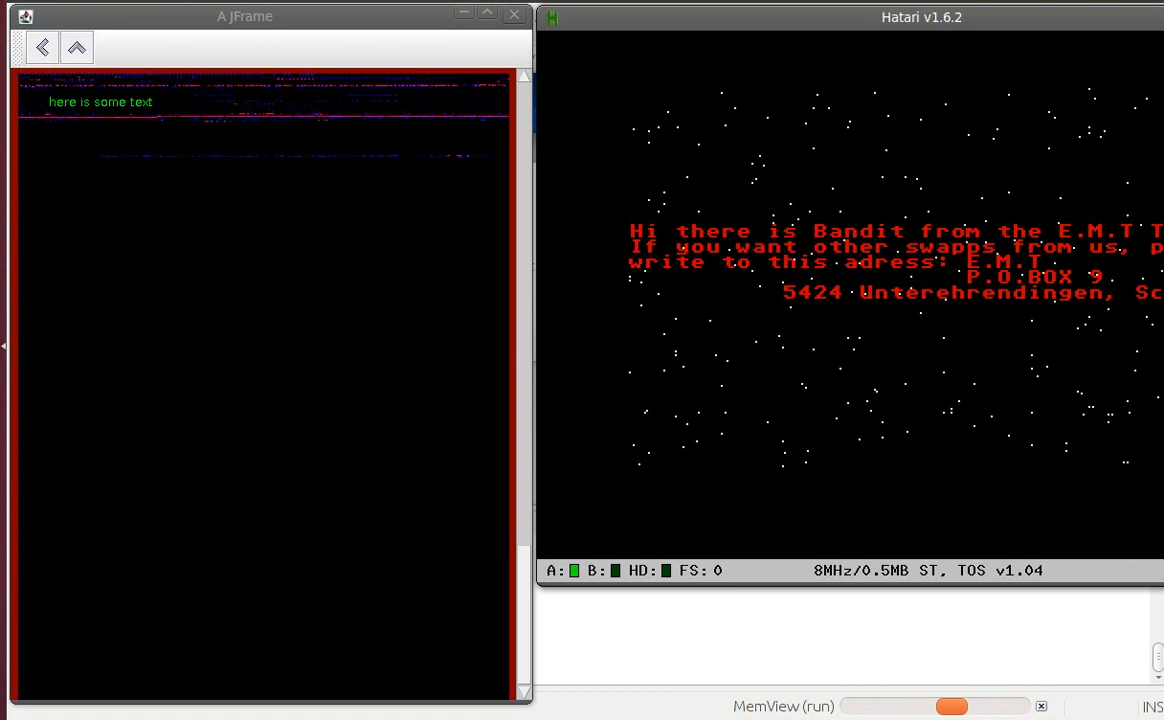 A JFrame
here is some text
Hatari v1.6.2
Hi there is Bandit from the E.M.T
If you want other swapps from us,
write to this adress: E.M.T
P.O.BOX 9
5424 Unterehrendingen,
A: B: HD: FS: 0 8MHz/0.5MB ST, TOS v1.04
MemView (run)
INS